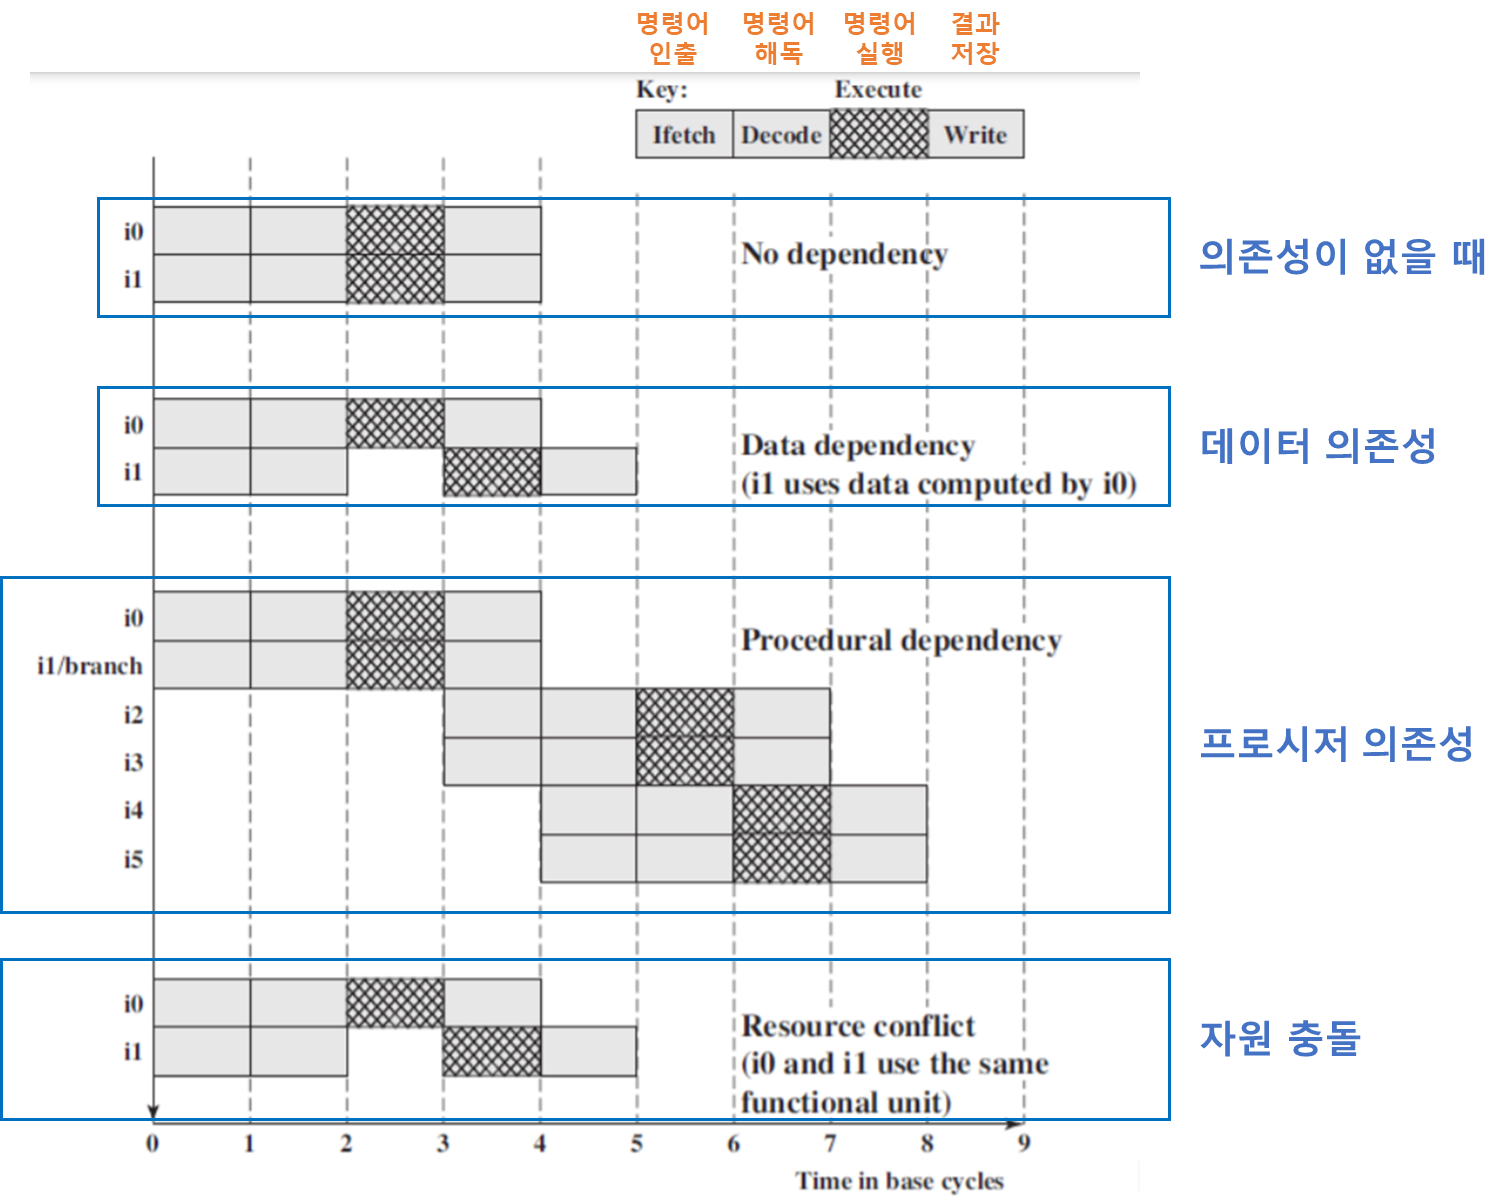 명령어 명령어 명령어 결과
인출 해독 실행 저장
Key: Execute
Ifetch Decode Write
i0
i1
No dependency
의존성이 없을 때
i0
i1
Data dependency
(i1 uses data computed by i0)
데이터 의존성
i0
i1/branch
i2
i3
i4
i5
Procedural dependency
프로시저 의존성
i0
i1
Resource conflict
(i0 and i1 use the same
functional unit)
자원 충돌
0 1 2 3 4 5 6 7 8 9
Time in base cycles